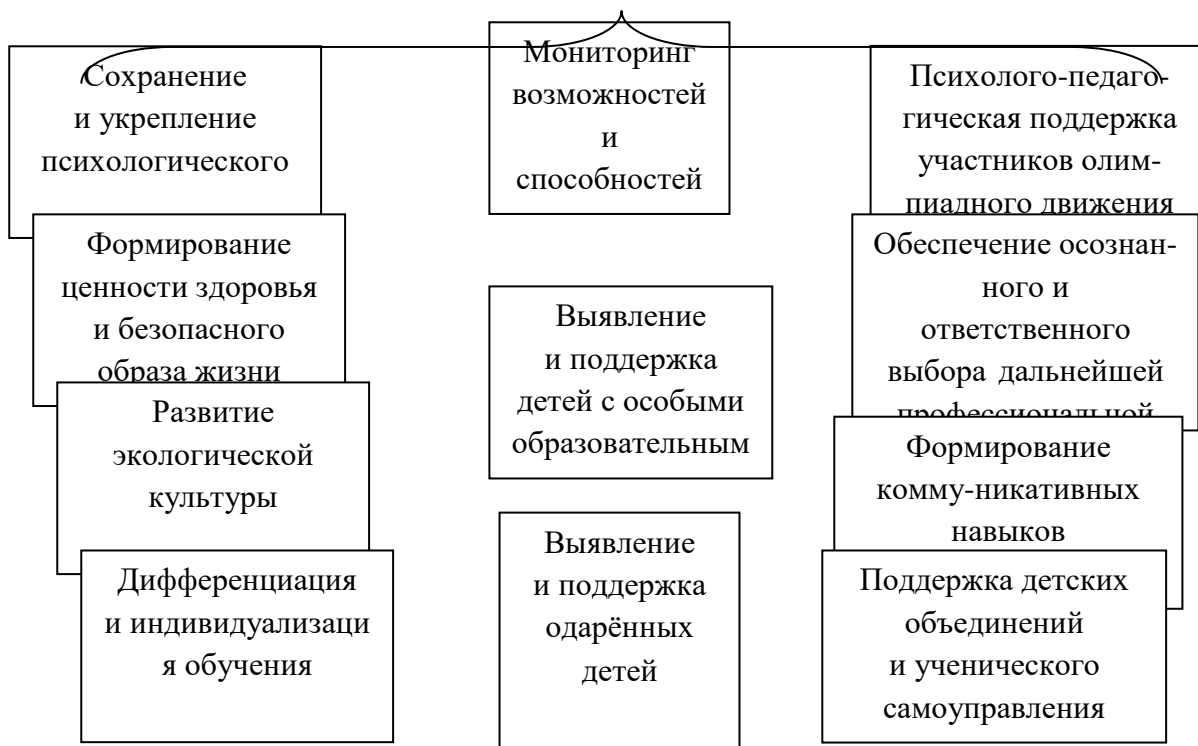 Сохранение
и укрепление
психологического
Формирование
ценности здоровья
и безопасного
образа жизни
Развитие
экологической
культуры
Дифференциация
и индивидуализаци
я обучения
Мониторинг
возможностей
и
способностей
Выявление
и поддержка
детей с особыми
образовательным
Выявление
и поддержка
одарённых
детей
Психолого-педаго-
гическая поддержка
участников олим-
пиадного движения
Обеспечение осознан-
ного и
ответственного
выбора дальнейшей
профессиональной
Формирование
комму-никативных
навыков
Поддержка детских
объединений
и ученического
самоуправления